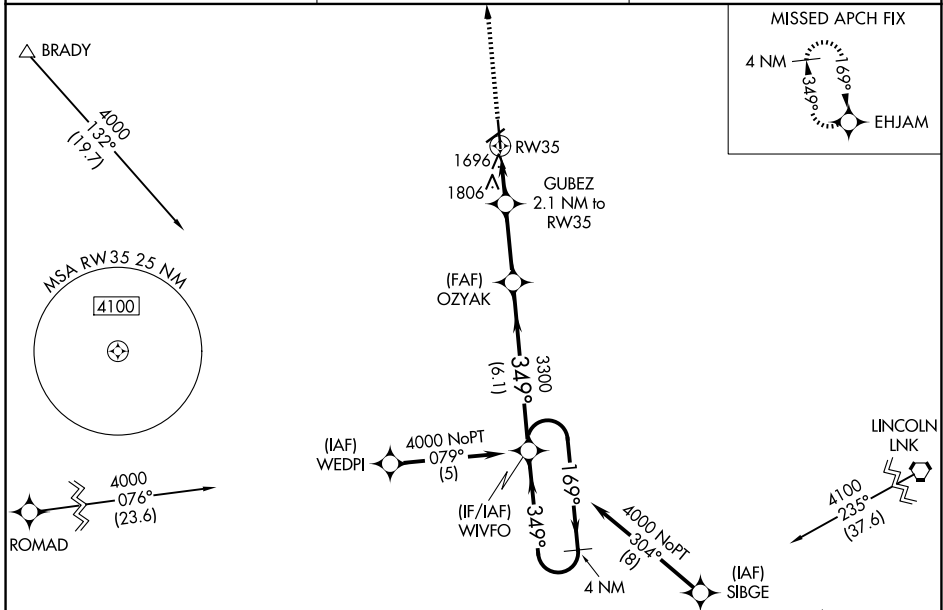 MISSED APCH FIX
4 NM
349°
169°
EHJAM
BRADY
4000
132°
(19.7)
RW35
1696
1806
GUBEZ
2.1 NM to
RW35
MSA RW35 25 NM
4100
(FAF)
OZYAK
3300
349°
(6.1)
(IAF)
WEDPI
4000 NoPT
079°
(5)
(IF/IAF)
WIVFO
349°
169°
4 NM
LINCOLN
LNK
4100
235°
(37.6)
4000
076°
(23.6)
ROMAD
4000 NoPT
304°
(8)
(IAF)
SIBGE